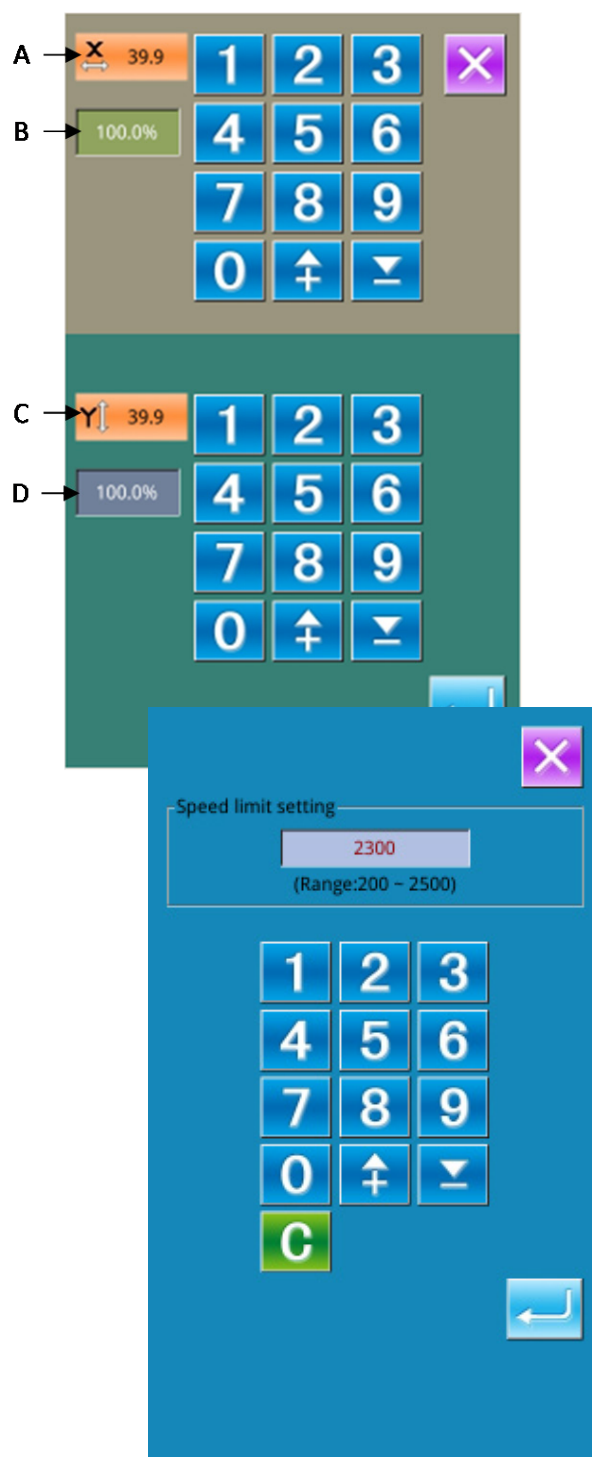 A X 39.9 1 2 3 X
B 100.0% 4 5 6
7 8 9
0 + −
C Y 39.9 1 2 3
D 100.0% 4 5 6
7 8 9
0 + −
X
Speed limit setting
2300
(Range:200 ~ 2500)
1 2 3
4 5 6
7 8 9
0 + −
C